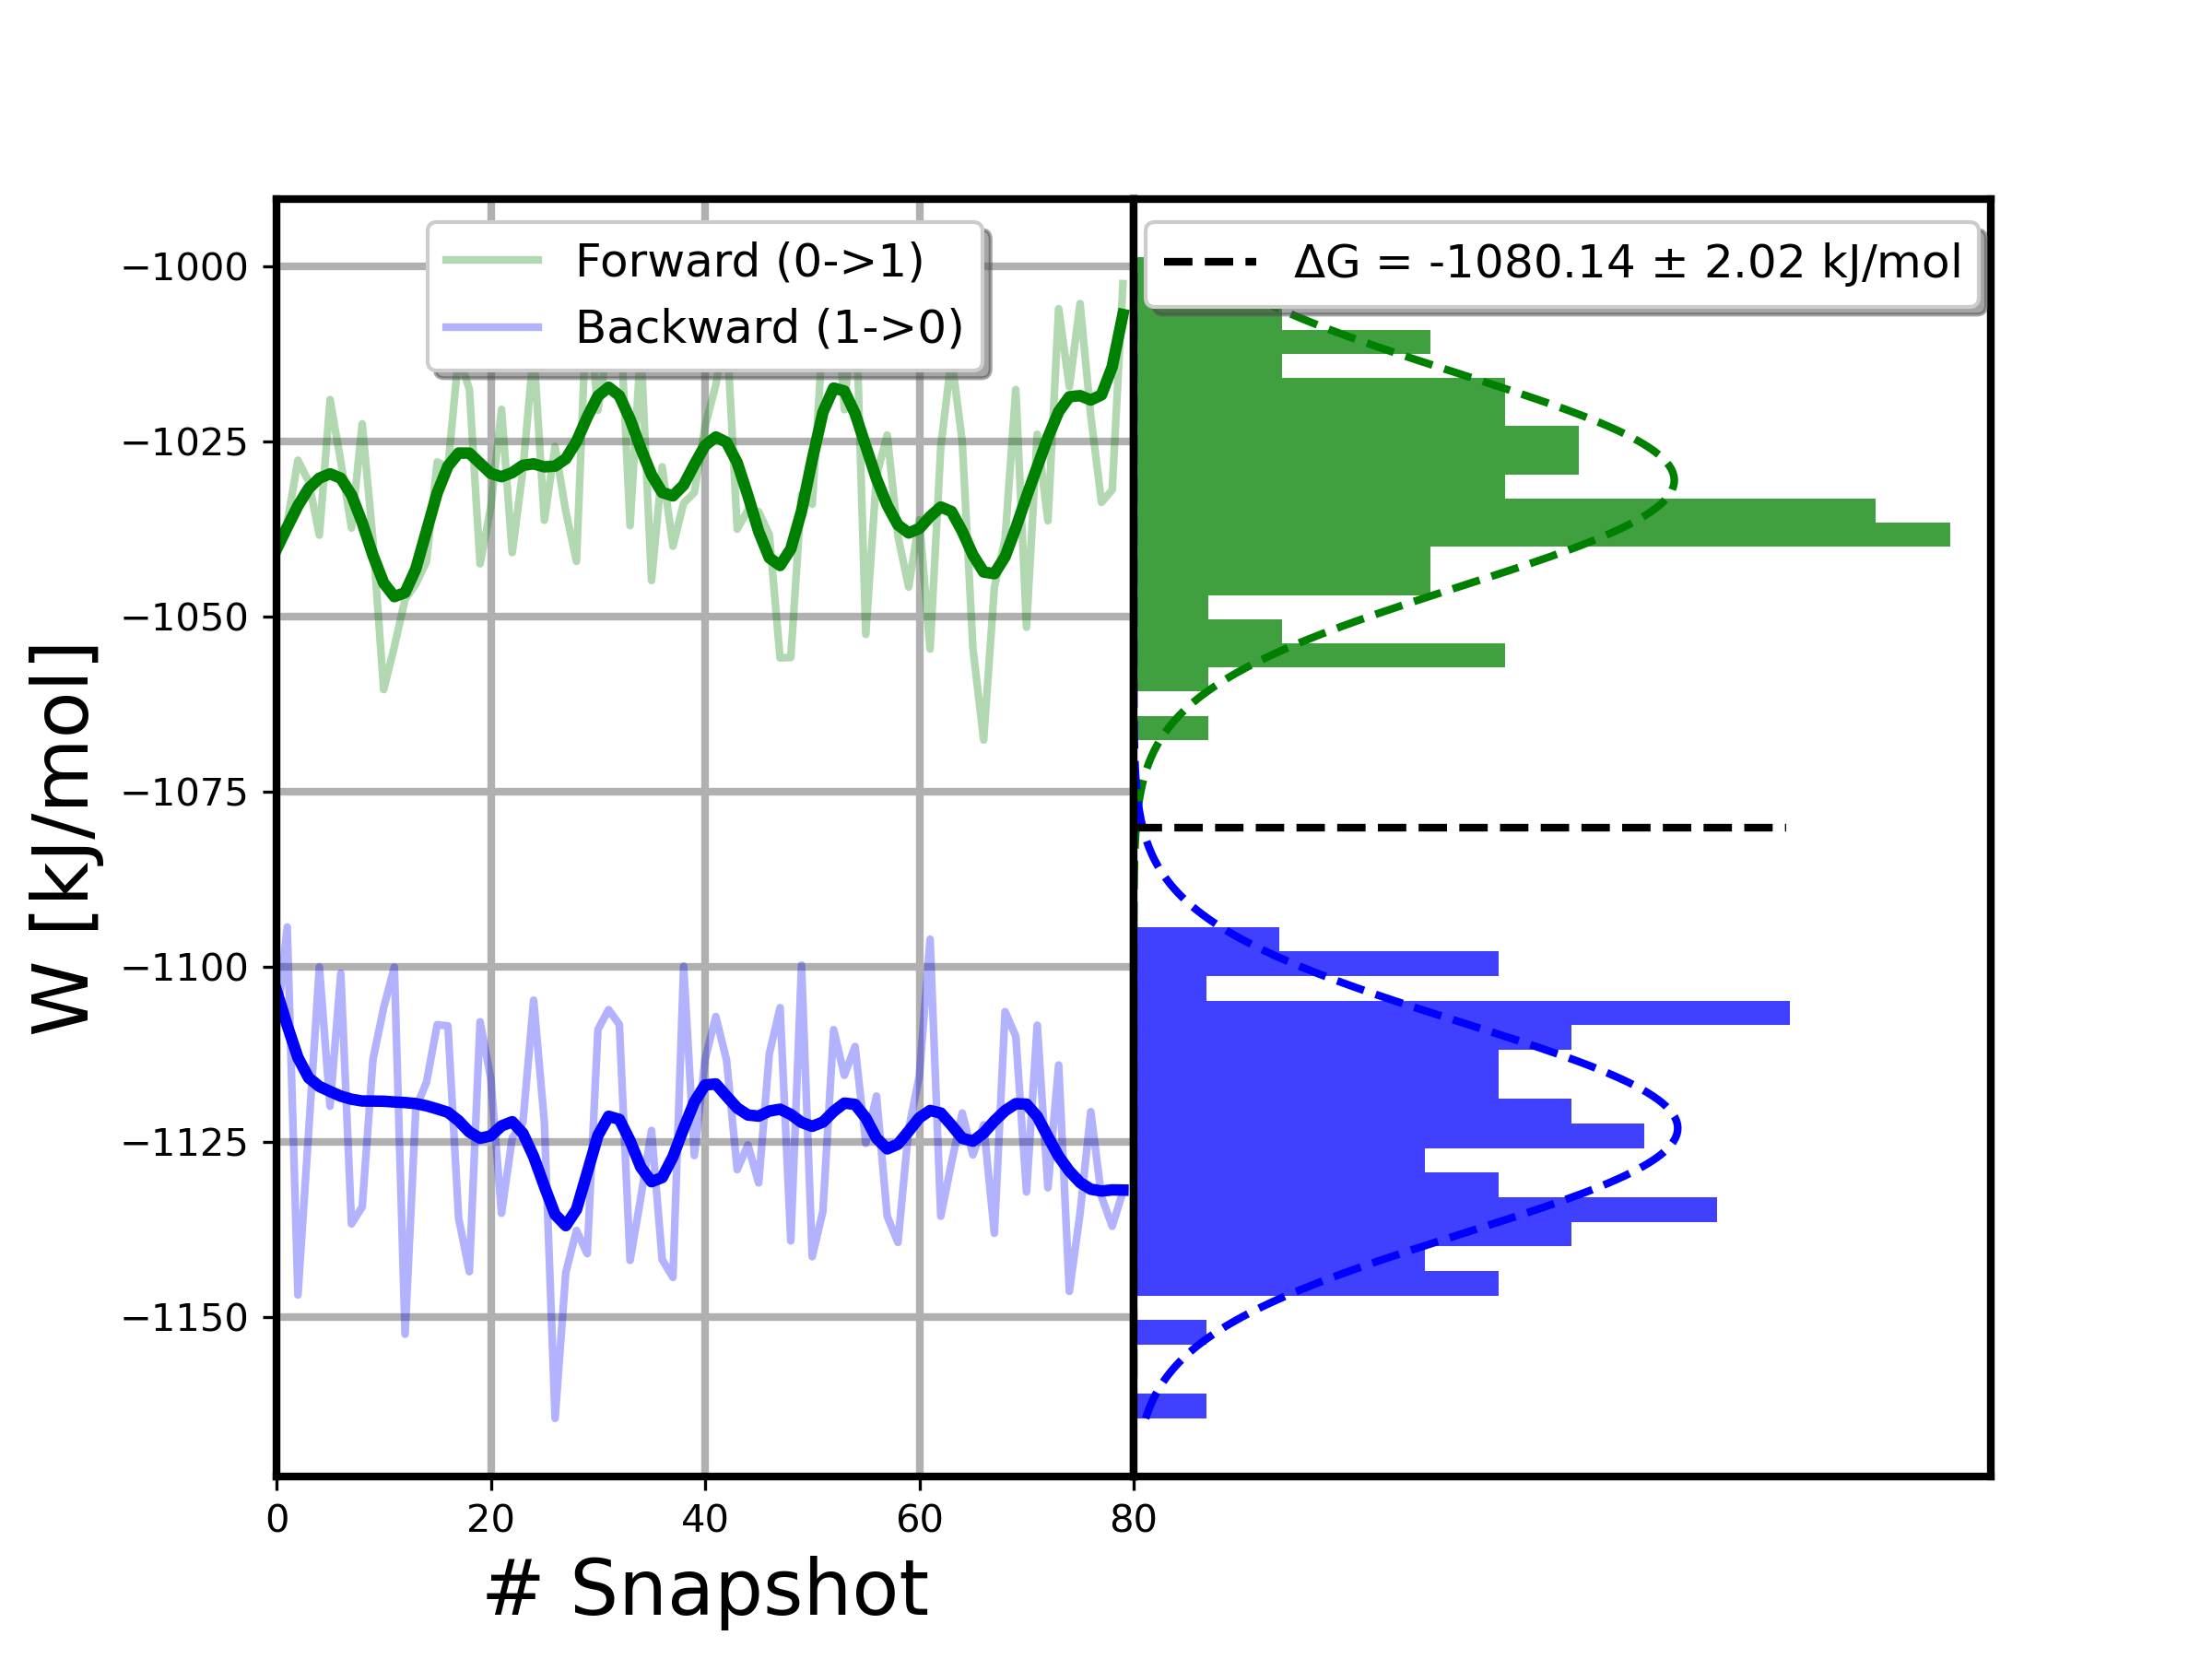 Forward (0->1)
Backward (1->0)
ΔG = -1080.14 ± 2.02 kJ/mol
W [kJ/mol]
−1000
−1025
−1050
−1075
−1100
−1125
−1150
0 20 40 60 80
# Snapshot